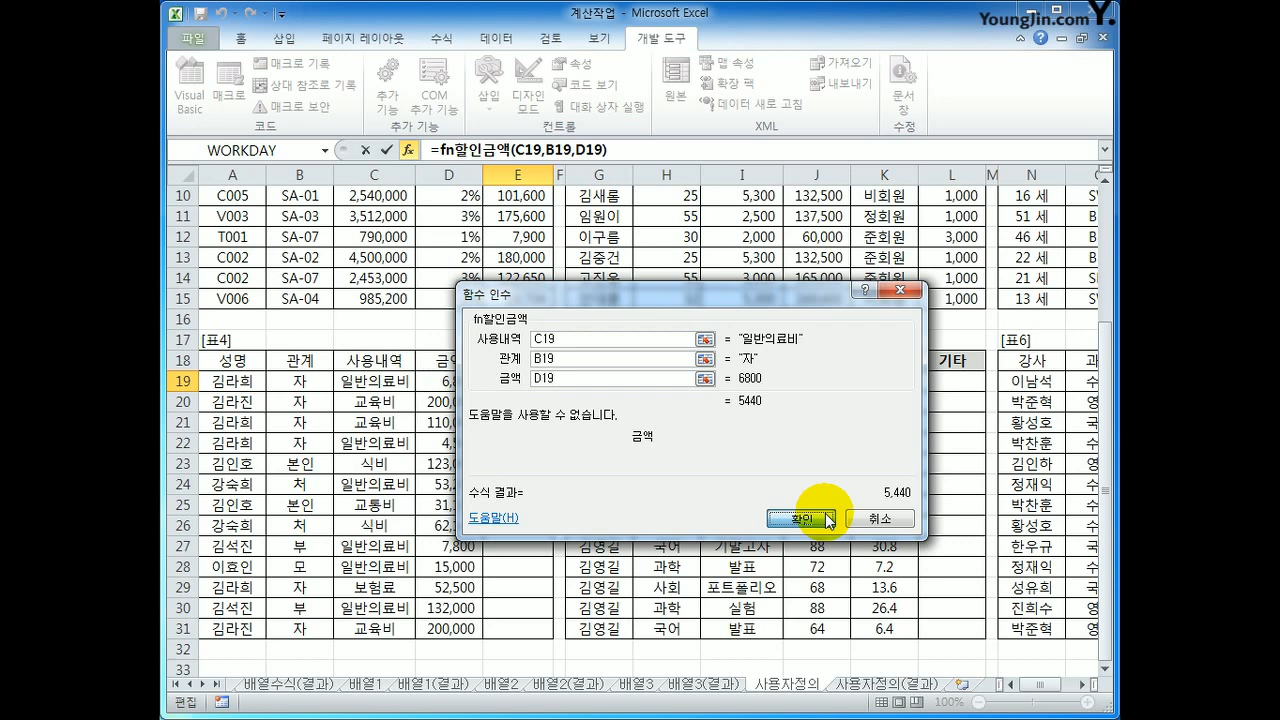 계산작업 - Microsoft Excel
YoungJin.com Y.
파일 홈 삽입 페이지 레이아웃 수식 데이터 검토 보기 개발 도구
Visual Basic 매크로 매크로 기록 상대 참조로 기록 매크로 보안 코드
추가 기능 COM 추가 기능 추가 기능
삽입 디자인 모드 속성 코드 보기 대화 상자 실행 컨트롤
원본 맵 속성 확장 팩 데이터 새로 고침 가져오기 내보내기 XML
문서 창 수정
WORKDAY =fn할인금액(C19,B19,D19)
A B C D E F G H I J K L M N
10 C005 SA-01 2,540,000 2% 101,600 김새롬 25 5,300 132,500 비회원 1,000 16 세
11 V003 SA-03 3,512,000 3% 175,600 임원이 55 2,500 137,500 정회원 1,000 51 세
12 T001 SA-07 790,000 1% 7,900 이구름 30 2,000 60,000 준회원 3,000 46 세
13 C002 SA-02 4,500,000 2% 180,000 김중건 25 5,300 132,500 준회원 1,000 22 세
14 C002 SA-07 2,453,000 3% 122,650 55 3,000 165,000 준회원 1,000 21 세
15 V006 SA-04 985,200 1,000 13 세
16
17 [표4] [표6]
18 성명 관계 사용내역 기타 강사
19 김라희 자 일반의료비 이남석
20 김라진 자 교육비 박준혁
21 김라희 자 교육비 황성호
22 김라희 자 일반의료비 박찬훈
23 김인호 본인 식비 김인하
24 강숙희 처 일반의료비 정재익
25 김인호 본인 교통비 박찬훈
26 강숙희 처 식비 황성호
27 김석진 부 일반의료비 7,800 김영길 국어 기말고사 88 30.8 한우규
28 이효인 모 일반의료비 15,000 김영길 과학 발표 72 7.2 정재익
29 김라희 자 보험료 52,500 김영길 사회 포트폴리오 68 13.6 성유희
30 김석진 부 일반의료비 132,000 김영길 과학 실험 88 26.4 진희수
31 김라진 자 교육비 200,000 김영길 국어 발표 64 6.4 박준혁
32
33
함수 인수
fn할인금액
사용내역 C19 = "일반의료비"
관계 B19 = "자"
금액 D19 = 6800
= 5440
도움말을 사용할 수 없습니다.
금액
수식 결과= 5,440
도움말(H) 확인 취소
배열수식(결과) 배열1 배열1(결과) 배열2 배열2(결과) 배열3 배열3(결과) 사용자정의 사용자정의(결과)
편집 100%